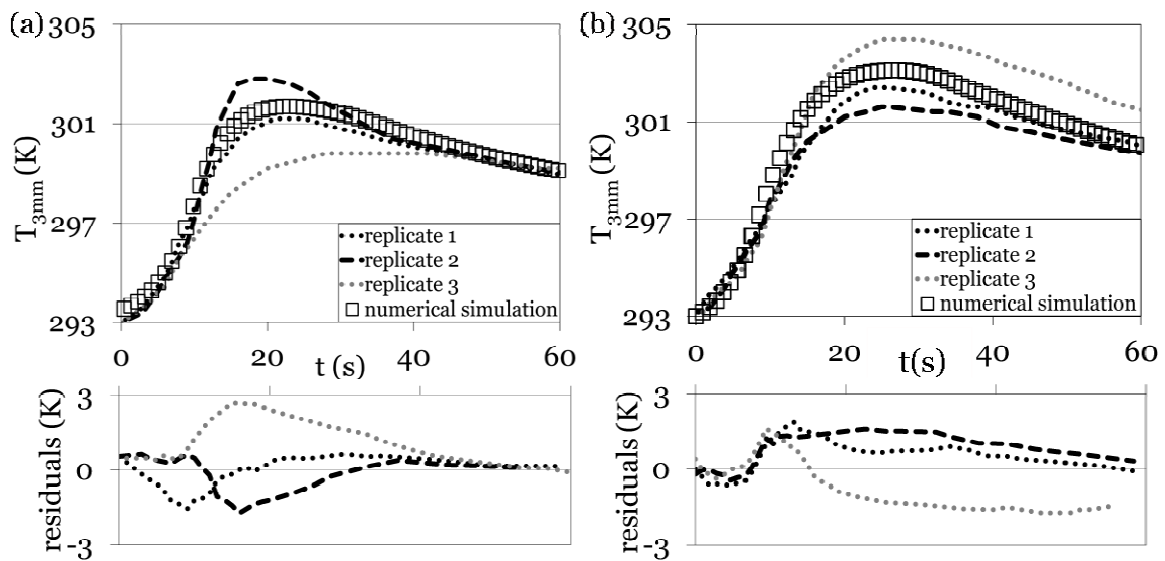 (a)
305
301
297
293
T3mm (K)
replicate 1
replicate 2
replicate 3
numerical simulation
0 20 40 60
t (s)
3
0
-3
residuals (K)
(b)
305
301
297
293
T3mm (K)
replicate 1
replicate 2
replicate 3
numerical simulation
0 20 40 60
t(s)
3
0
-3
residuals (K)